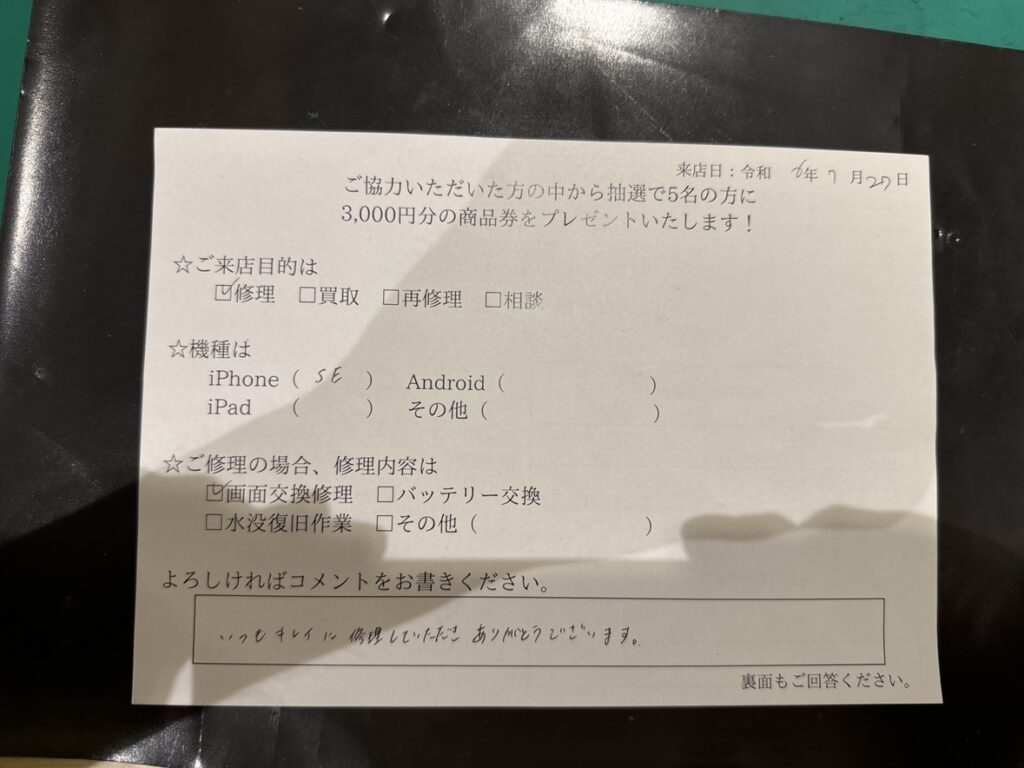 来店日：令和 6年 7月27日
ご協力いただいた方の中から抽選で5名の方に
3,000円分の商品券をプレゼントいたします！
☆ご来店目的は
☑修理 □買取 □再修理 □相談
☆機種は
iPhone（ SE ） Android（ ）
iPad （ ） その他（ ）
☆ご修理の場合、修理内容は
☑画面交換修理 □バッテリー交換
□水没復旧作業 □その他（ ）
よろしければコメントをお書きください。
いつもキレイに修理していただきありがとうございます。
裏面もご回答ください。